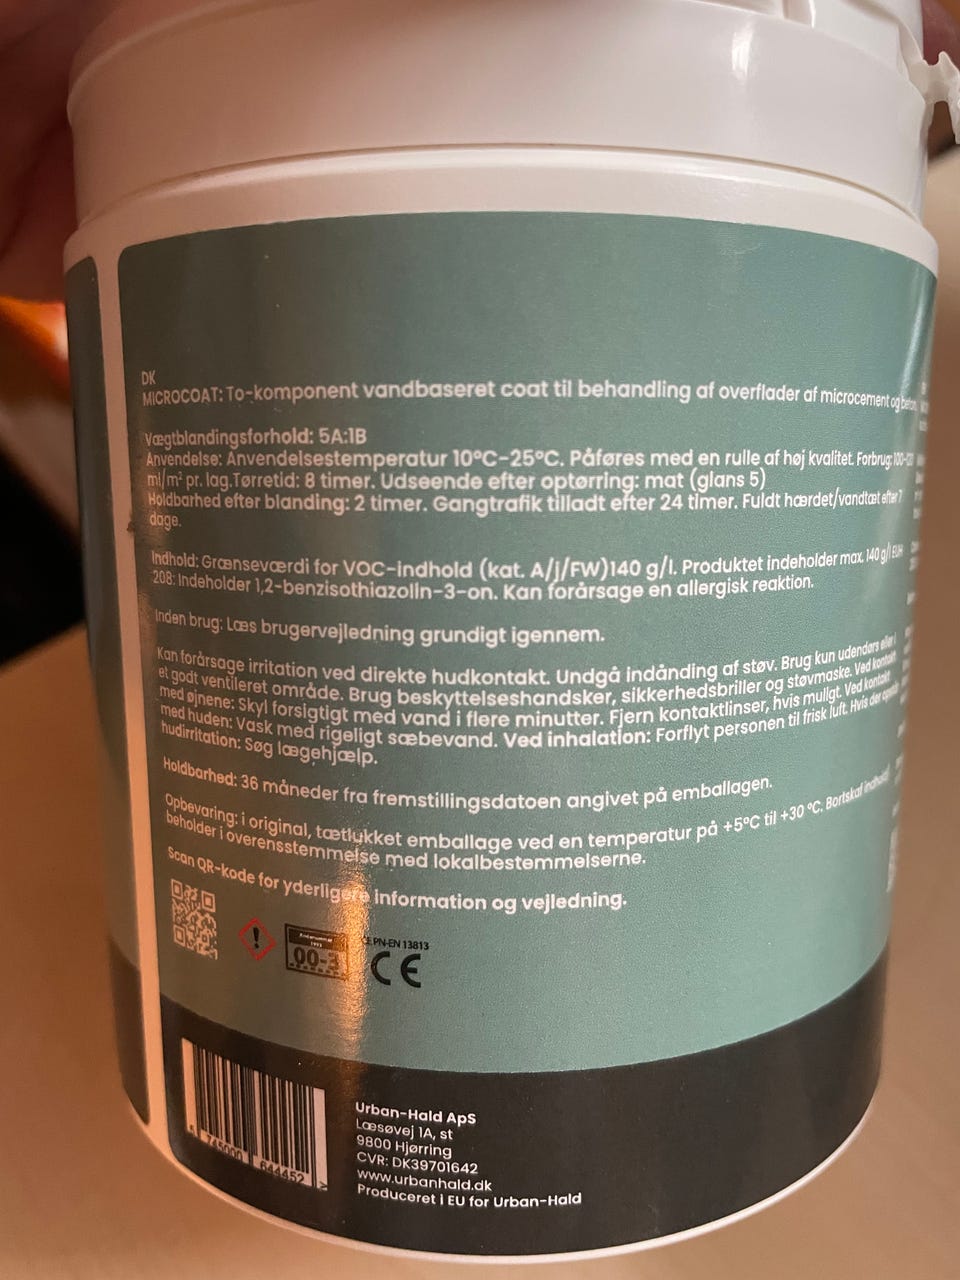 DK
MICROCOAT: To-komponent vandbaseret coat til behandling af overflader af microcement og beton
Vægtblandingsforhold: 5A:1B
Anvendelse: Anvendelsestemperatur 10°C-25°C. Påføres med en rulle af høj kvalitet. Forbrug:
ml/m² pr. lag.Tørretid: 8 timer. Udseende efter optørring: mat (glans 5)
Holdbarhed efter blanding: 2 timer. Gangtrafik tilladt efter 24 timer. Fuldt hærdet/vandtæt efter 7
dage.
Indhold: Grænseværdi for VOC-indhold (kat. A/j/FW)140 g/l. Produktet indeholder max. 140 g/l EUH
208: Indeholder 1,2-benzisothiazolin-3-on. Kan forårsage en allergisk reaktion.
Inden brug: Læs brugervejledning grundigt igennem.
Kan forårsage irritation ved direkte hudkontakt. Undgå indånding af støv. Brug kun udendørs eller i
et godt ventileret område. Brug beskyttelseshandsker, sikkerhedsbriller og støvmaske. Ved kontakt
med øjnene: Skyl forsigtigt med vand i flere minutter. Fjern kontaktlinser, hvis muligt. Ved kontakt
med huden: Vask med rigeligt sæbevand. Ved inhalation: Forflyt personen til frisk luft. Hvis der opstår
hudirritation: Søg lægehjælp.
Holdbarhed: 36 måneder fra fremstillingsdatoen angivet på emballagen.
Opbevaring: i original, tætlukket emballage ved en temperatur på +5°C til +30 °C. Bortskaf indhold/
beholder i overensstemmelse med lokalbestemmelserne.
Scan QR-kode for yderligere information og vejledning.
PN-EN 13813
1993
00-3
CE
5 745000 644452
Urban-Hald ApS
Læsøvej 1A, st
9800 Hjørring
CVR: DK39701642
www.urbanhald.dk
Produceret i EU for Urban-Hald